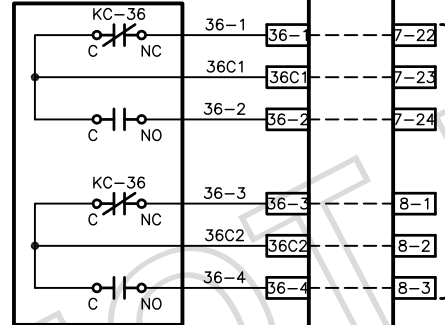 KC-36
C NC 36-1 36-1 7-22
36C1 36C1 7-23
C NO 36-2 36-2 7-24
KC-36
C NC 36-3 36-3 8-1
36C2 36C2 8-2
C NO 36-4 36-4 8-3